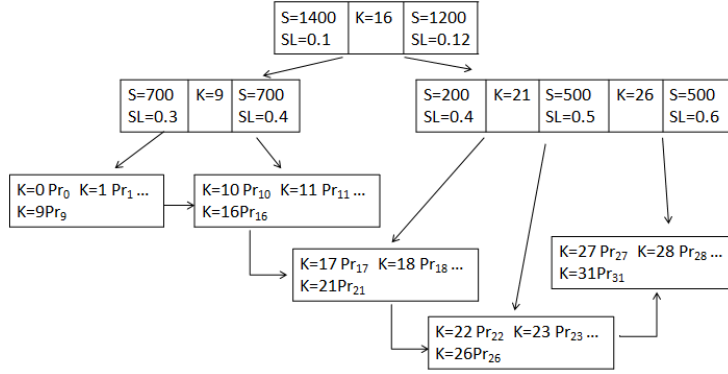 S=1400 K=16 S=1200
SL=0.1 SL=0.12
S=700 K=9 S=700
SL=0.3 SL=0.4
S=200 K=21 S=500 K=26 S=500
SL=0.4 SL=0.5 SL=0.6
K=0 Pr0 K=1 Pr1 ...
K=9Pr9
K=10 Pr10 K=11 Pr11 ...
K=16Pr16
K=17 Pr17 K=18 Pr18 ...
K=21Pr21
K=27 Pr27 K=28 Pr28 ...
K=31Pr31
K=22 Pr22 K=23 Pr23 ...
K=26Pr26